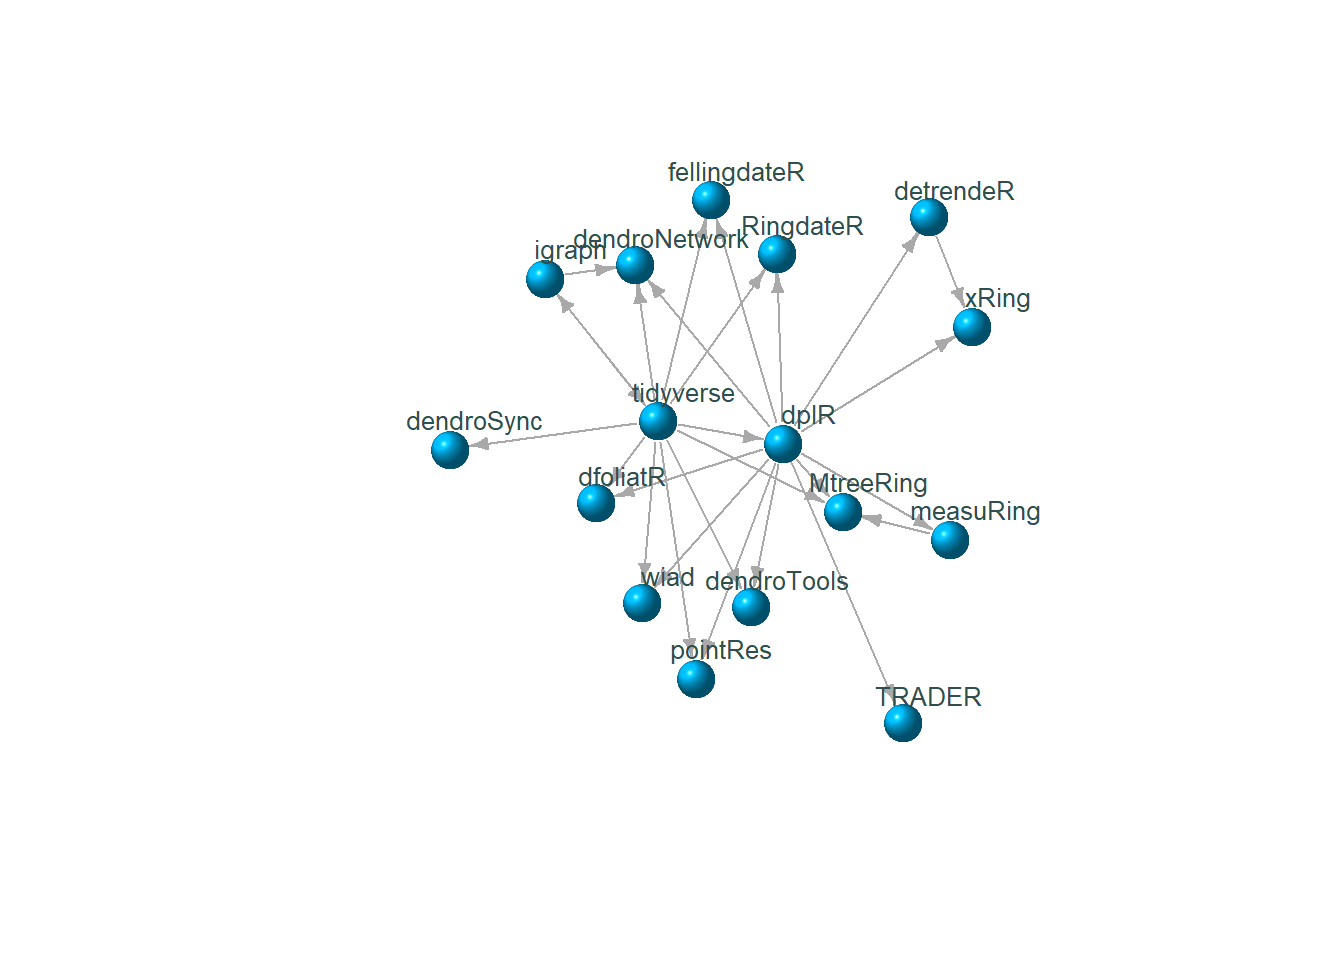 fellingdateR
detrendeR
RingdateR
dendroNetwork
igraph
xRing
tidyverse
dplR
dendroSync
dfoliatR
MtreeRing
measuRing
wiad
dendroTools
pointRes
TRADER